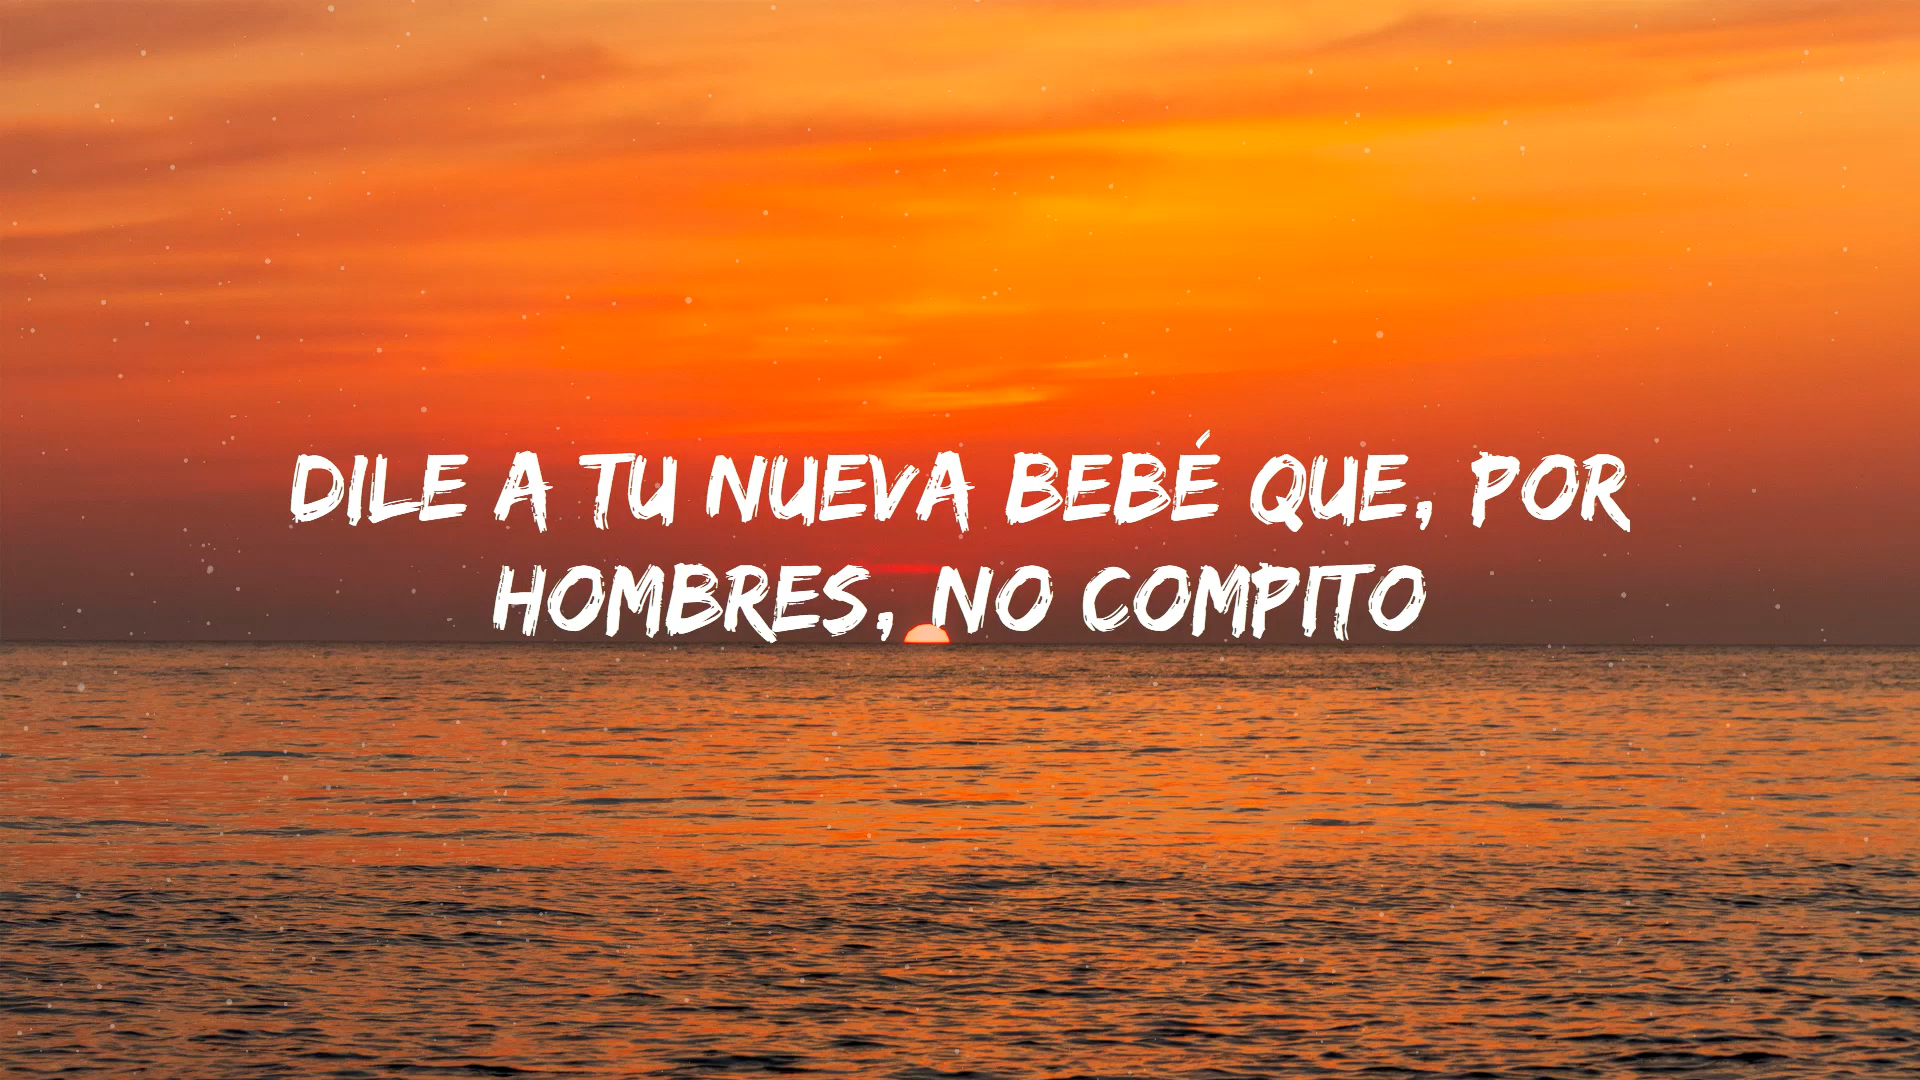 DILE A TU NUEVA BEBÉ QUE, POR
HOMBRES, NO COMPITO